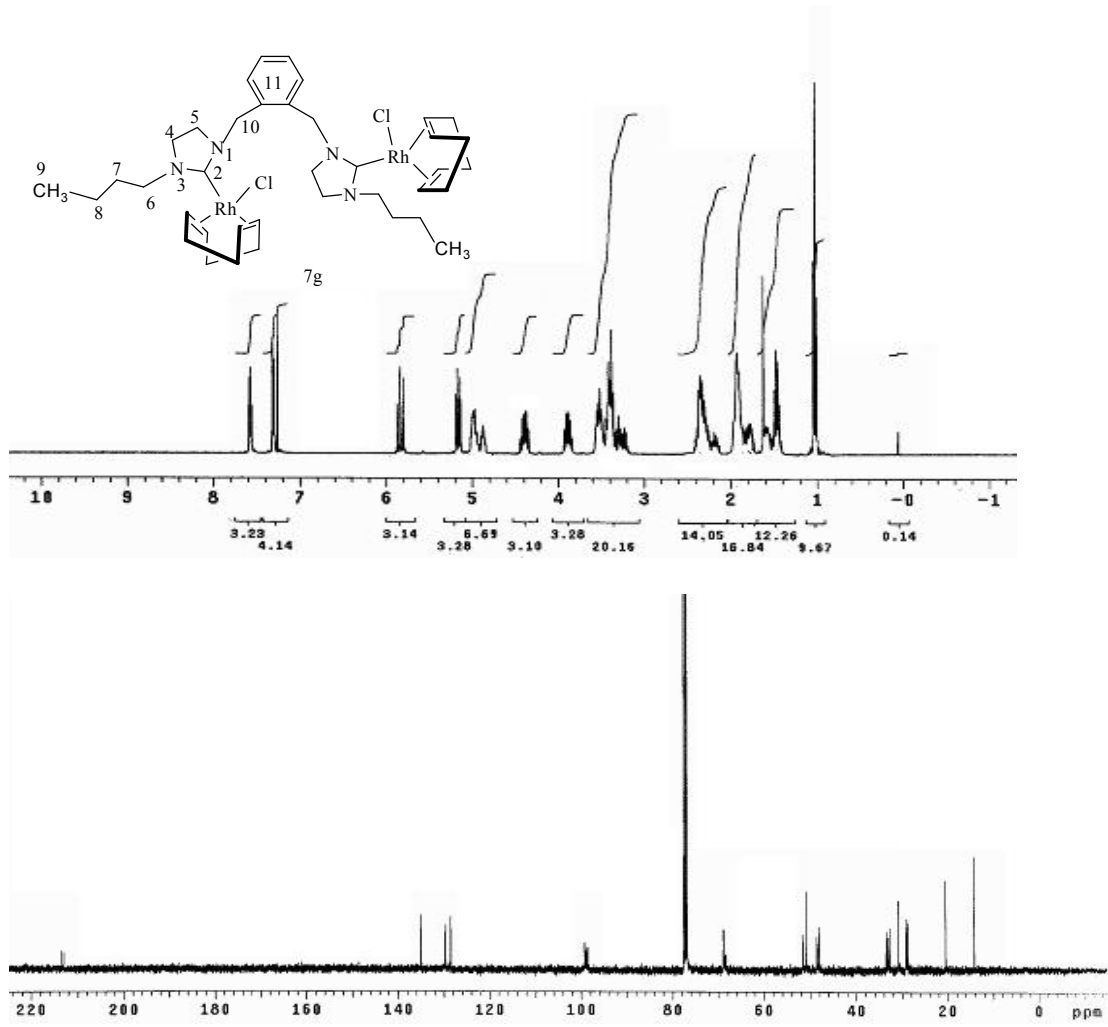 11
5
Cl
4
10
N
N
Rh
9
7
1
2
N
3
Cl
N
CH3
8
6
Rh
CH3
7g
10 9 8 7 6 5 4 3 2 1 -0 -1
3.23 3.14 6.69 3.28 14.05 12.26 0.14
4.14 3.28 3.10 20.16 16.84 9.67
220 200 180 160 140 120 100 80 60 40 20 0 ppm